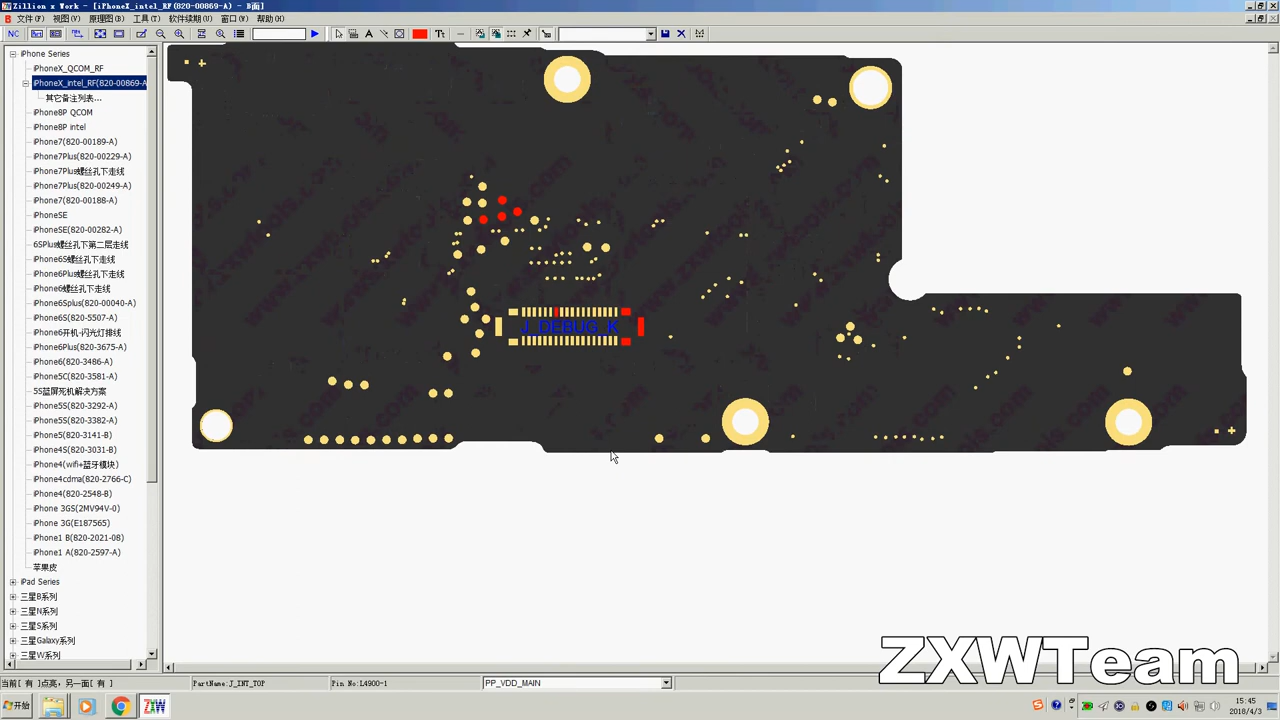 Zillion x Work - [iPhoneX_intel_RF(820-00869-A) - B面]
文件(F) 视图(V) 原理图(B) 工具(T) 软件续期(U) 窗口(W) 帮助(H)
NC
iPhone Series
iPhoneX_QCOM_RF
iPhoneX_intel_RF(820-00869-A
其它备注列表...
iPhone8P QCOM
iPhone8P intel
iPhone7(820-00189-A)
iPhone7Plus(820-00229-A)
iPhone7Plus螺丝孔下走线
iPhone7Plus(820-00249-A)
iPhone7(820-00188-A)
iPhoneSE
iPhoneSE(820-00282-A)
6SPlus螺丝孔下第二层走线
iPhone6S螺丝孔下走线
iPhone6Plus螺丝孔下走线
iPhone6螺丝孔下走线
iPhone6Splus(820-00040-A)
iPhone6S(820-5507-A)
iPhone6开机-闪光灯排线
iPhone6Plus(820-3675-A)
iPhone6(820-3486-A)
iPhone5C(820-3581-A)
5S蓝屏死机解决方案
iPhone5S(820-3292-A)
iPhone5S(820-3382-A)
iPhone5(820-3141-B)
iPhone4S(820-3031-B)
iPhone4(wifi+蓝牙模块)
iPhone4cdma(820-2766-C)
iPhone4(820-2548-B)
iPhone 3GS(2MV94V-0)
iPhone 3G(E187565)
iPhone1 B(820-2021-08)
iPhone1 A(820-2597-A)
苹果皮
iPad Series
三星B系列
三星N系列
三星S系列
三星Galaxy系列
三星W系列
J_DEBUG_K
ZXWTeam
当前[ 有 ]点亮, 另一面[ 有 ]
PartName:J_INT_TOP
Pin No:L4900-1
PP_VDD_MAIN
开始
ZXW
15:45
2018/4/3